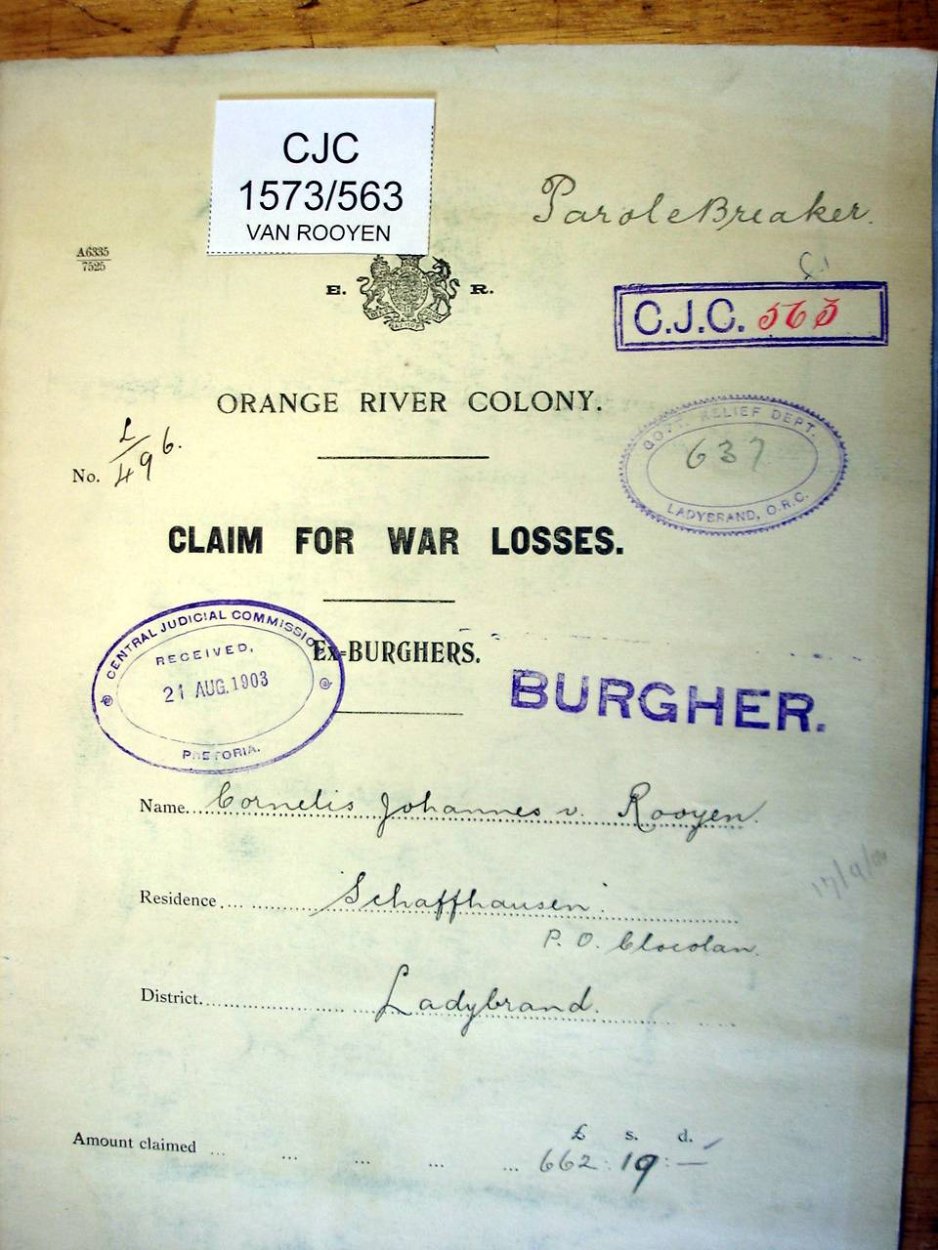 CJC
1573/563
VAN ROOYEN
Parole Breaker.
A6335
7525
E. R.
C.J.C. 563
ORANGE RIVER COLONY.
GOVT. RELIEF DEPT.
637
LADYBRAND, O.R.C.
No. L/496.
CLAIM FOR WAR LOSSES.
CENTRAL JUDICIAL COMMISSION
RECEIVED,
21 AUG. 1903
PRETORIA.
Ex-BURGHERS.
BURGHER.
Name... Cornelis Johannes v. Rooyen.
Residence... Schaffhausen.
P. O. Clocolan.
District... Ladybrand.
£ s. d.
Amount claimed ... ... ... ... ... 662 : 19 : —